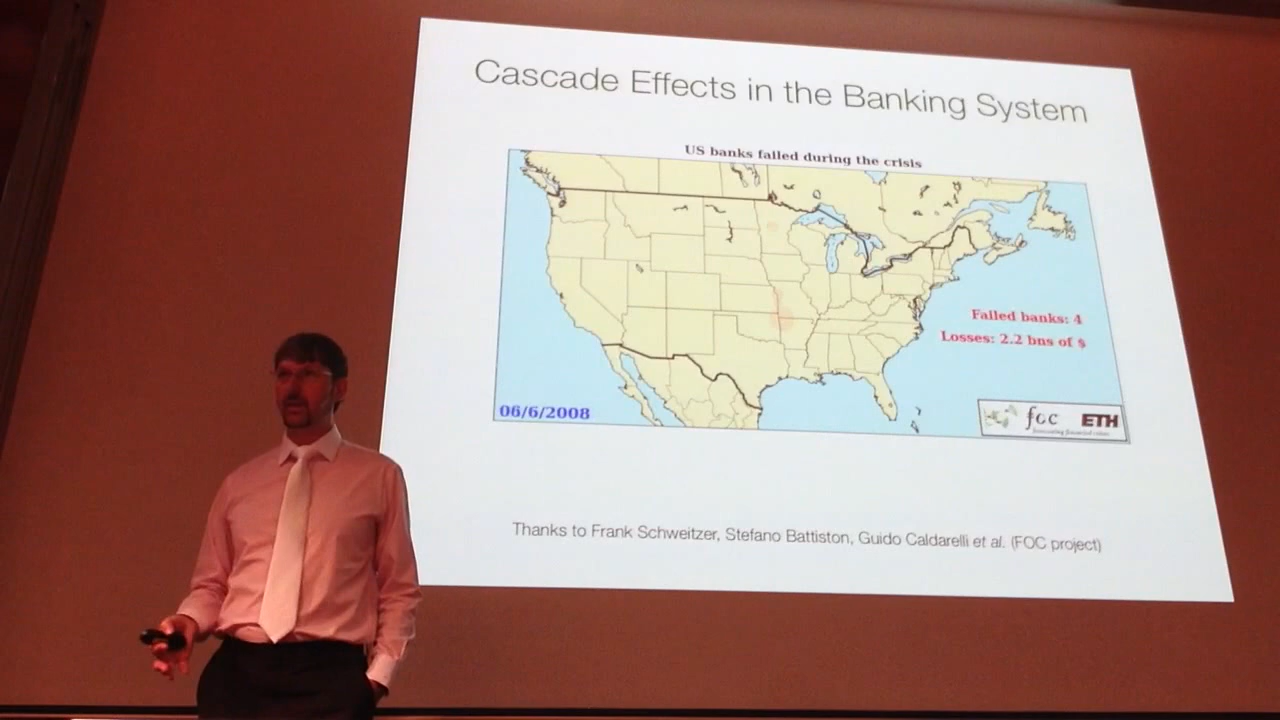 Cascade Effects in the Banking System
US banks failed during the crisis
Failed banks: 4
Losses: 2.2 bns of $
06/6/2008
foc
ETH
Thanks to Frank Schweitzer, Stefano Battiston, Guido Caldarelli et al. (FOC project)